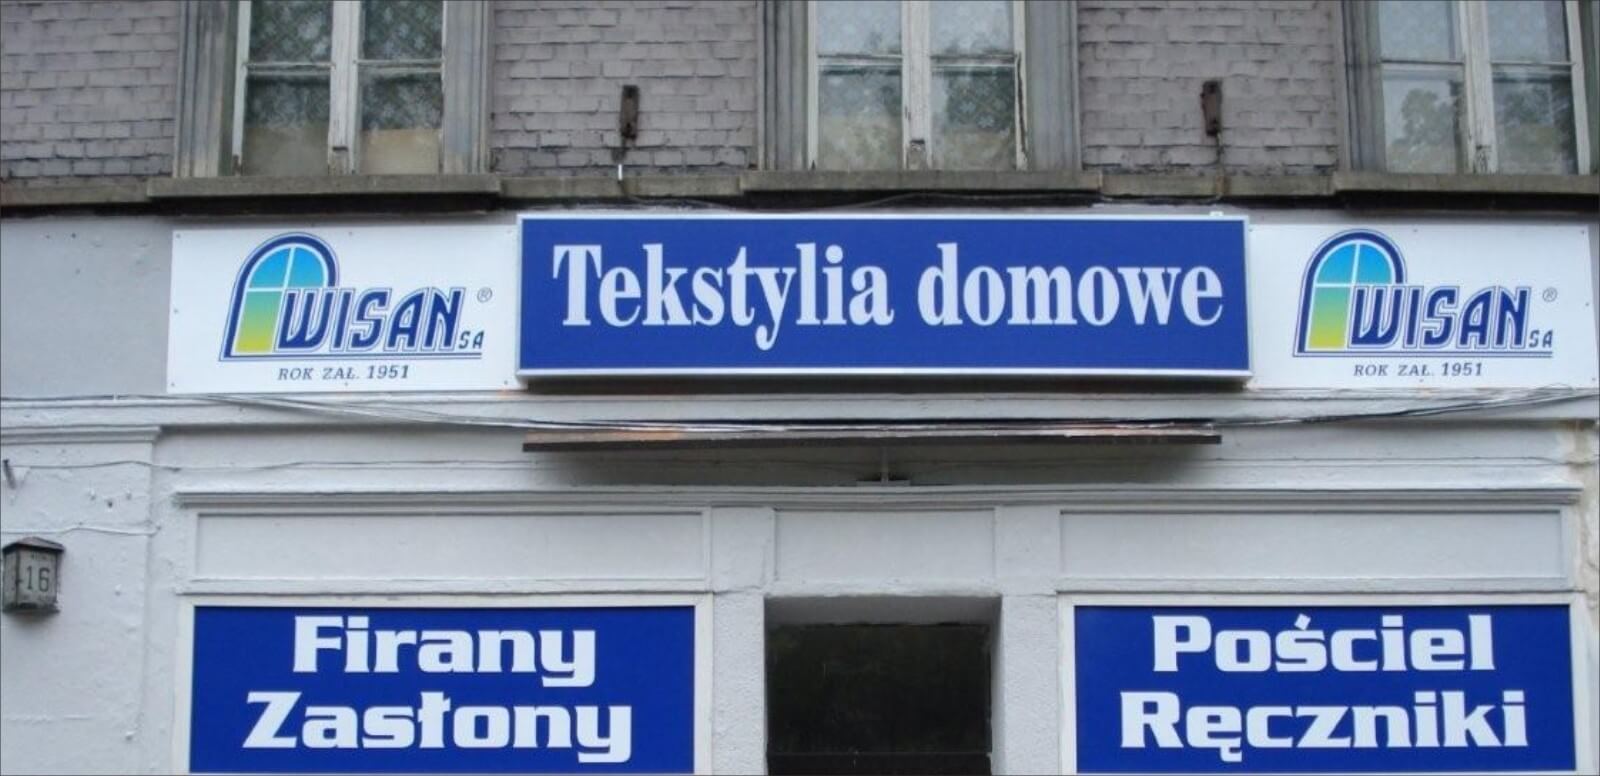 WISAN®
SA
ROK ZAŁ. 1951
Tekstylia domowe
WISAN®
SA
ROK ZAŁ. 1951
16
Firany
Zasłony
Pościel
Ręczniki